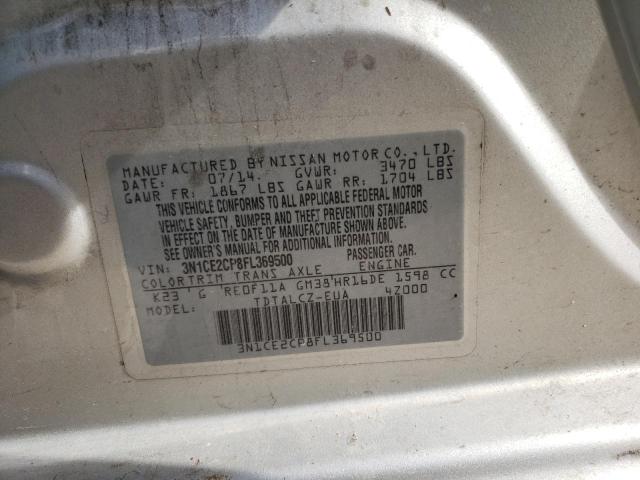 MANUFACTURED BY NISSAN MOTOR CO., LTD.
DATE: 07/14. GVWR: 3470 LBS
GAWR FR: 1867 LBS GAWR RR: 1704 LBS
THIS VEHICLE CONFORMS TO ALL APPLICABLE FEDERAL MOTOR
VEHICLE SAFETY, BUMPER AND THEFT PREVENTION STANDARDS
IN EFFECT ON THE DATE OF MANUFACTURE SHOWN ABOVE.
SEE OWNER'S MANUAL FOR ADDITIONAL INFORMATION.
VIN: 3N1CE2CP8FL369500 PASSENGER CAR.
COLOR TRIM TRANS AXLE ENGINE
K23 G RE0F11A GM38 HR16DE 1598 CC
MODEL: TDTALCZ-EUA 4Z000
3N1CE2CP8FL369500